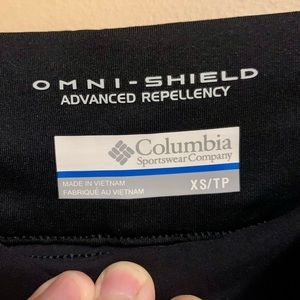 OMNI-SHIELD
ADVANCED REPELLENCY
Columbia
Sportswear Company
MADE IN VIETNAM
FABRIQUÉ AU VIETNAM
XS/TP